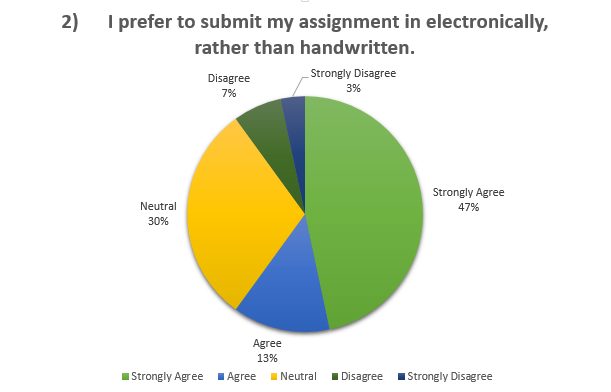 2) I prefer to submit my assignment in electronically,
rather than handwritten.
Strongly Disagree
3%
Disagree
7%
Strongly Agree
47%
Neutral
30%
Agree
13%
Strongly Agree Agree Neutral Disagree Strongly Disagree